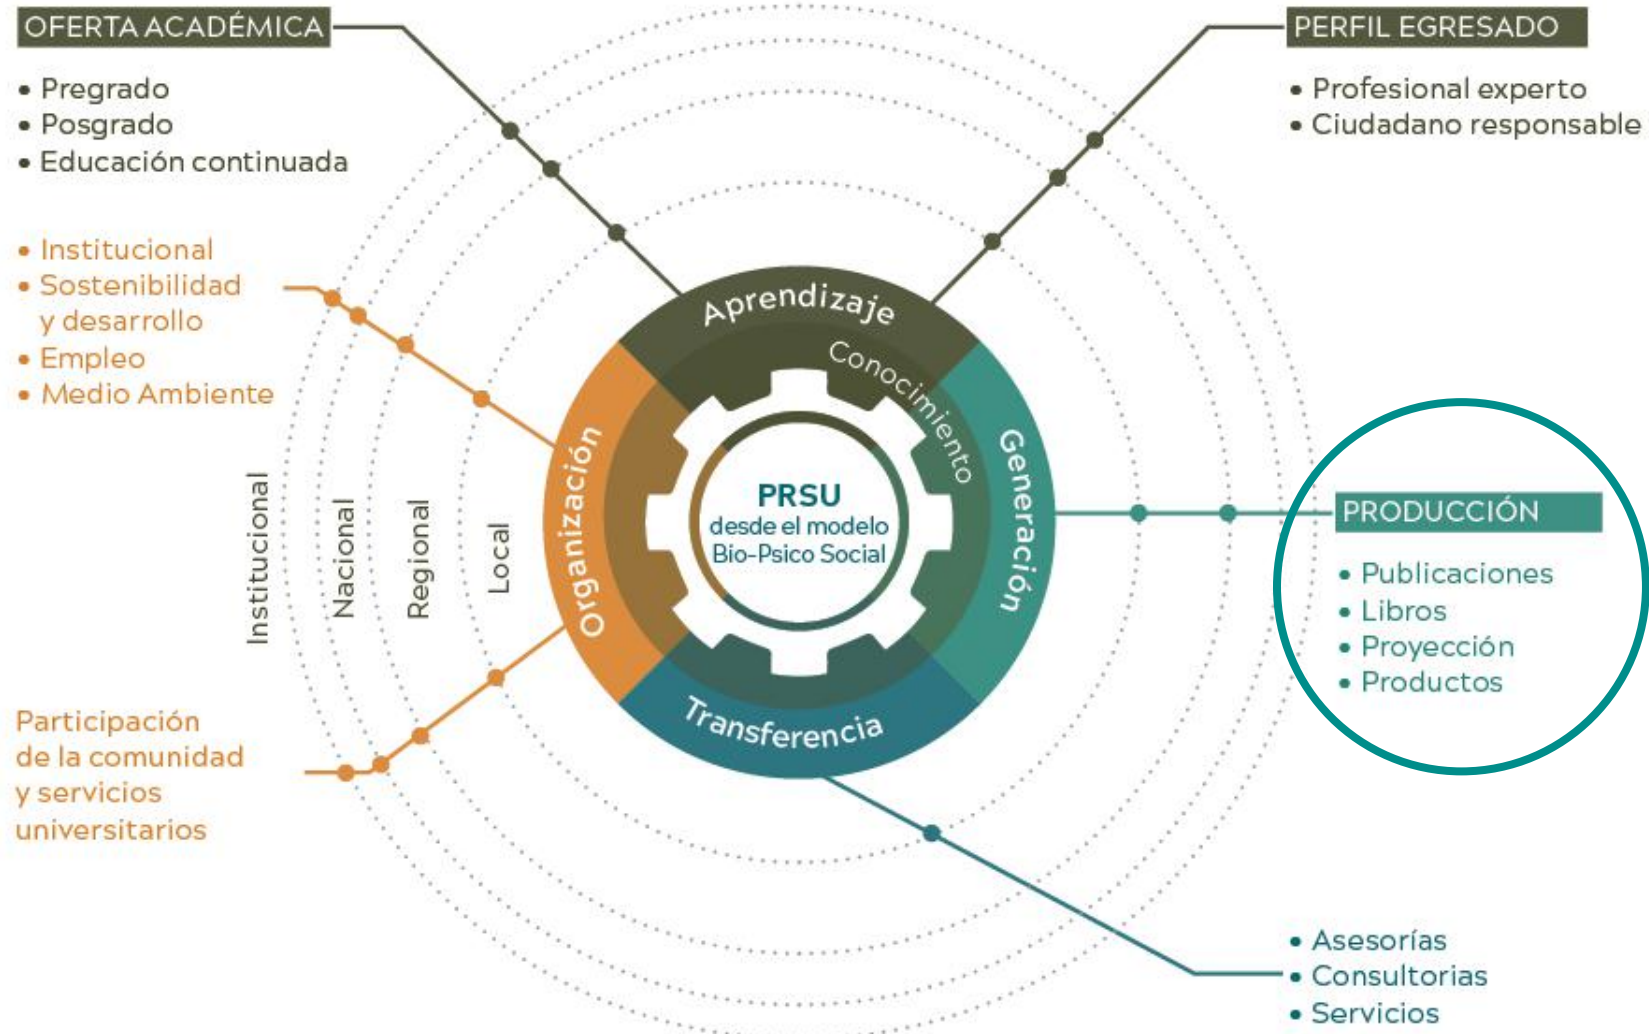 OFERTA ACADÉMICA
• Pregrado
• Posgrado
• Educación continuada
PERFIL EGRESADO
• Profesional experto
• Ciudadano responsable
• Institucional
• Sostenibilidad
y desarrollo
• Empleo
• Medio Ambiente
Institucional
Nacional
Regional
Local
Aprendizaje
Conocimiento
Organización
Generación
Transferencia
PRSU
desde el modelo
Bio-Psico Social
PRODUCCIÓN
• Publicaciones
• Libros
• Proyección
• Productos
Participación
de la comunidad
y servicios
universitarios
• Asesorías
• Consultorias
• Servicios